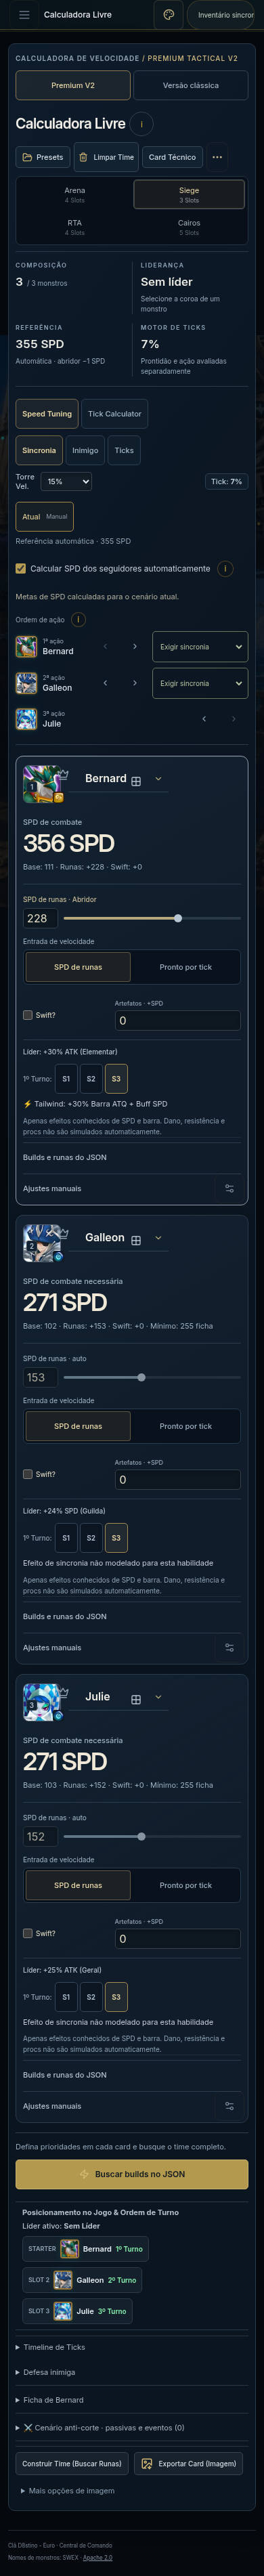 Calculadora Livre
Inventário sincror
CALCULADORA DE VELOCIDADE / PREMIUM TACTICAL V2
Premium V2
Versão clássica
Calculadora Livre
i
Presets
Limpar Time
Card Técnico
Arena
4 Slots
Siege
3 Slots
RTA
4 Slots
Cairos
5 Slots
COMPOSIÇÃO
3 / 3 monstros
LIDERANÇA
Sem líder
Selecione a coroa de um
monstro
REFERÊNCIA
355 SPD
Automática · abridor −1 SPD
MOTOR DE TICKS
7%
Prontidão e ação avaliadas
separadamente
Speed Tuning
Tick Calculator
Sincronia
Inimigo
Ticks
Torre
Vel.
15%
Tick: 7%
Atual Manual
Referência automática · 355 SPD
Calcular SPD dos seguidores automaticamente
i
Metas de SPD calculadas para o cenário atual.
Ordem de ação
i
1ª ação
Bernard
Exigir sincronia
2ª ação
Galleon
Exigir sincronia
3ª ação
Julie
1
Bernard
SPD de combate
356 SPD
Base: 111 · Runas: +228 · Swift: +0
SPD de runas · Abridor
228
Entrada de velocidade
SPD de runas
Pronto por tick
Swift?
Artefatos · +SPD
0
Líder: +30% ATK (Elementar)
1º Turno:
S1
S2
S3
⚡ Tailwind: +30% Barra ATQ + Buff SPD
Apenas efeitos conhecidos de SPD e barra. Dano, resistência e
procs não são simulados automaticamente.
Builds e runas do JSON
Ajustes manuais
2
Galleon
SPD de combate necessária
271 SPD
Base: 102 · Runas: +153 · Swift: +0 · Mínimo: 255 ficha
SPD de runas · auto
153
Entrada de velocidade
SPD de runas
Pronto por tick
Swift?
Artefatos · +SPD
0
Líder: +24% SPD (Guilda)
1º Turno:
S1
S2
S3
Efeito de sincronia não modelado para esta habilidade
Apenas efeitos conhecidos de SPD e barra. Dano, resistência e
procs não são simulados automaticamente.
Builds e runas do JSON
Ajustes manuais
3
Julie
SPD de combate necessária
271 SPD
Base: 103 · Runas: +152 · Swift: +0 · Mínimo: 255 ficha
SPD de runas · auto
152
Entrada de velocidade
SPD de runas
Pronto por tick
Swift?
Artefatos · +SPD
0
Líder: +25% ATK (Geral)
1º Turno:
S1
S2
S3
Efeito de sincronia não modelado para esta habilidade
Apenas efeitos conhecidos de SPD e barra. Dano, resistência e
procs não são simulados automaticamente.
Builds e runas do JSON
Ajustes manuais
Defina prioridades em cada card e busque o time completo.
Buscar builds no JSON
Posicionamento no Jogo & Ordem de Turno
Líder ativo: Sem Líder
STARTER Bernard 1º Turno
SLOT 2 Galleon 2º Turno
SLOT 3 Julie 3º Turno
Timeline de Ticks
Defesa inimiga
Ficha de Bernard
⚔️ Cenário anti-corte · passivas e eventos (0)
Construir Time (Buscar Runas)
Exportar Card (Imagem)
Mais opções de imagem
Clã D8stino - Euro · Central de Comando
Nomes de monstros: SWEX · Apache 2.0